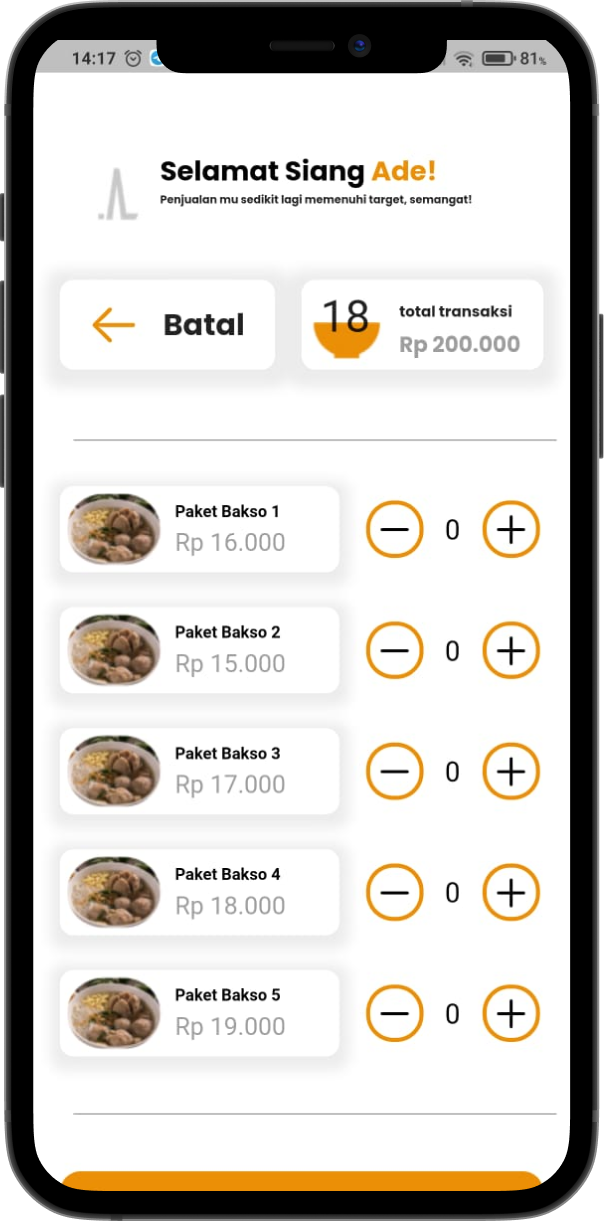 14:17 81%
Selamat Siang Ade!
Penjualan mu sedikit lagi memenuhi target, semangat!
Batal
18
total transaksi
Rp 200.000
Paket Bakso 1
Rp 16.000
0
Paket Bakso 2
Rp 15.000
0
Paket Bakso 3
Rp 17.000
0
Paket Bakso 4
Rp 18.000
0
Paket Bakso 5
Rp 19.000
0